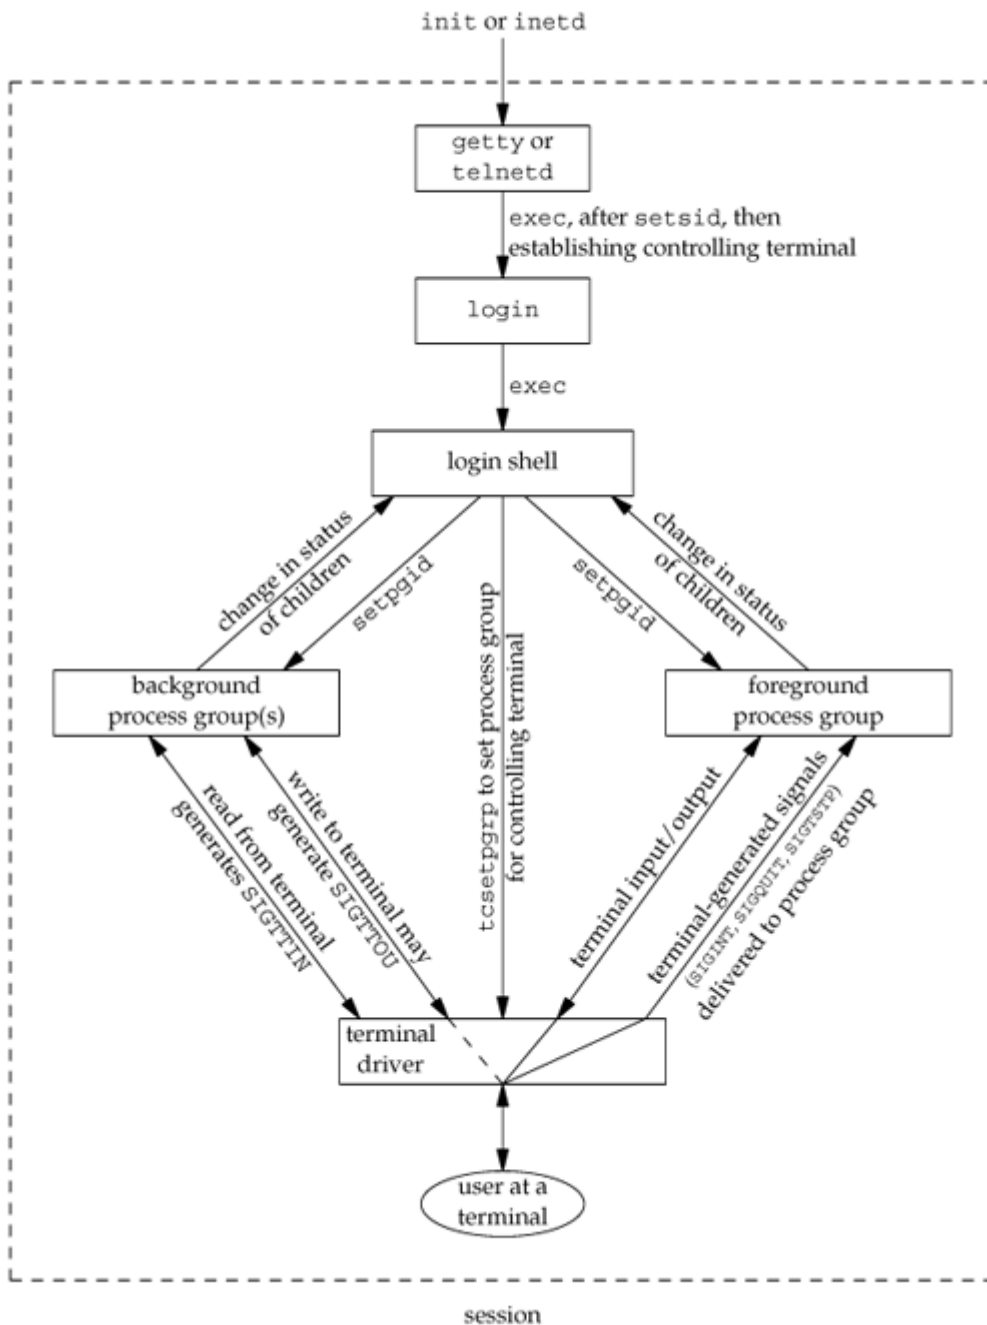 init or inetd
getty or
telnetd
exec, after setsid, then
establishing controlling terminal
login
exec
login shell
change in status
of children
setpgid
setpgid
change in status
of children
background
process group(s)
foreground
process group
read from terminal
generates SIGTTIN
write to terminal may
generate SIGTTOU
tcsetpgrp to set process group
for controlling terminal
terminal input/output
terminal-generated signals
(SIGINT, SIGQUIT, SIGTSTP)
delivered to process group
terminal
driver
user at a
terminal
session